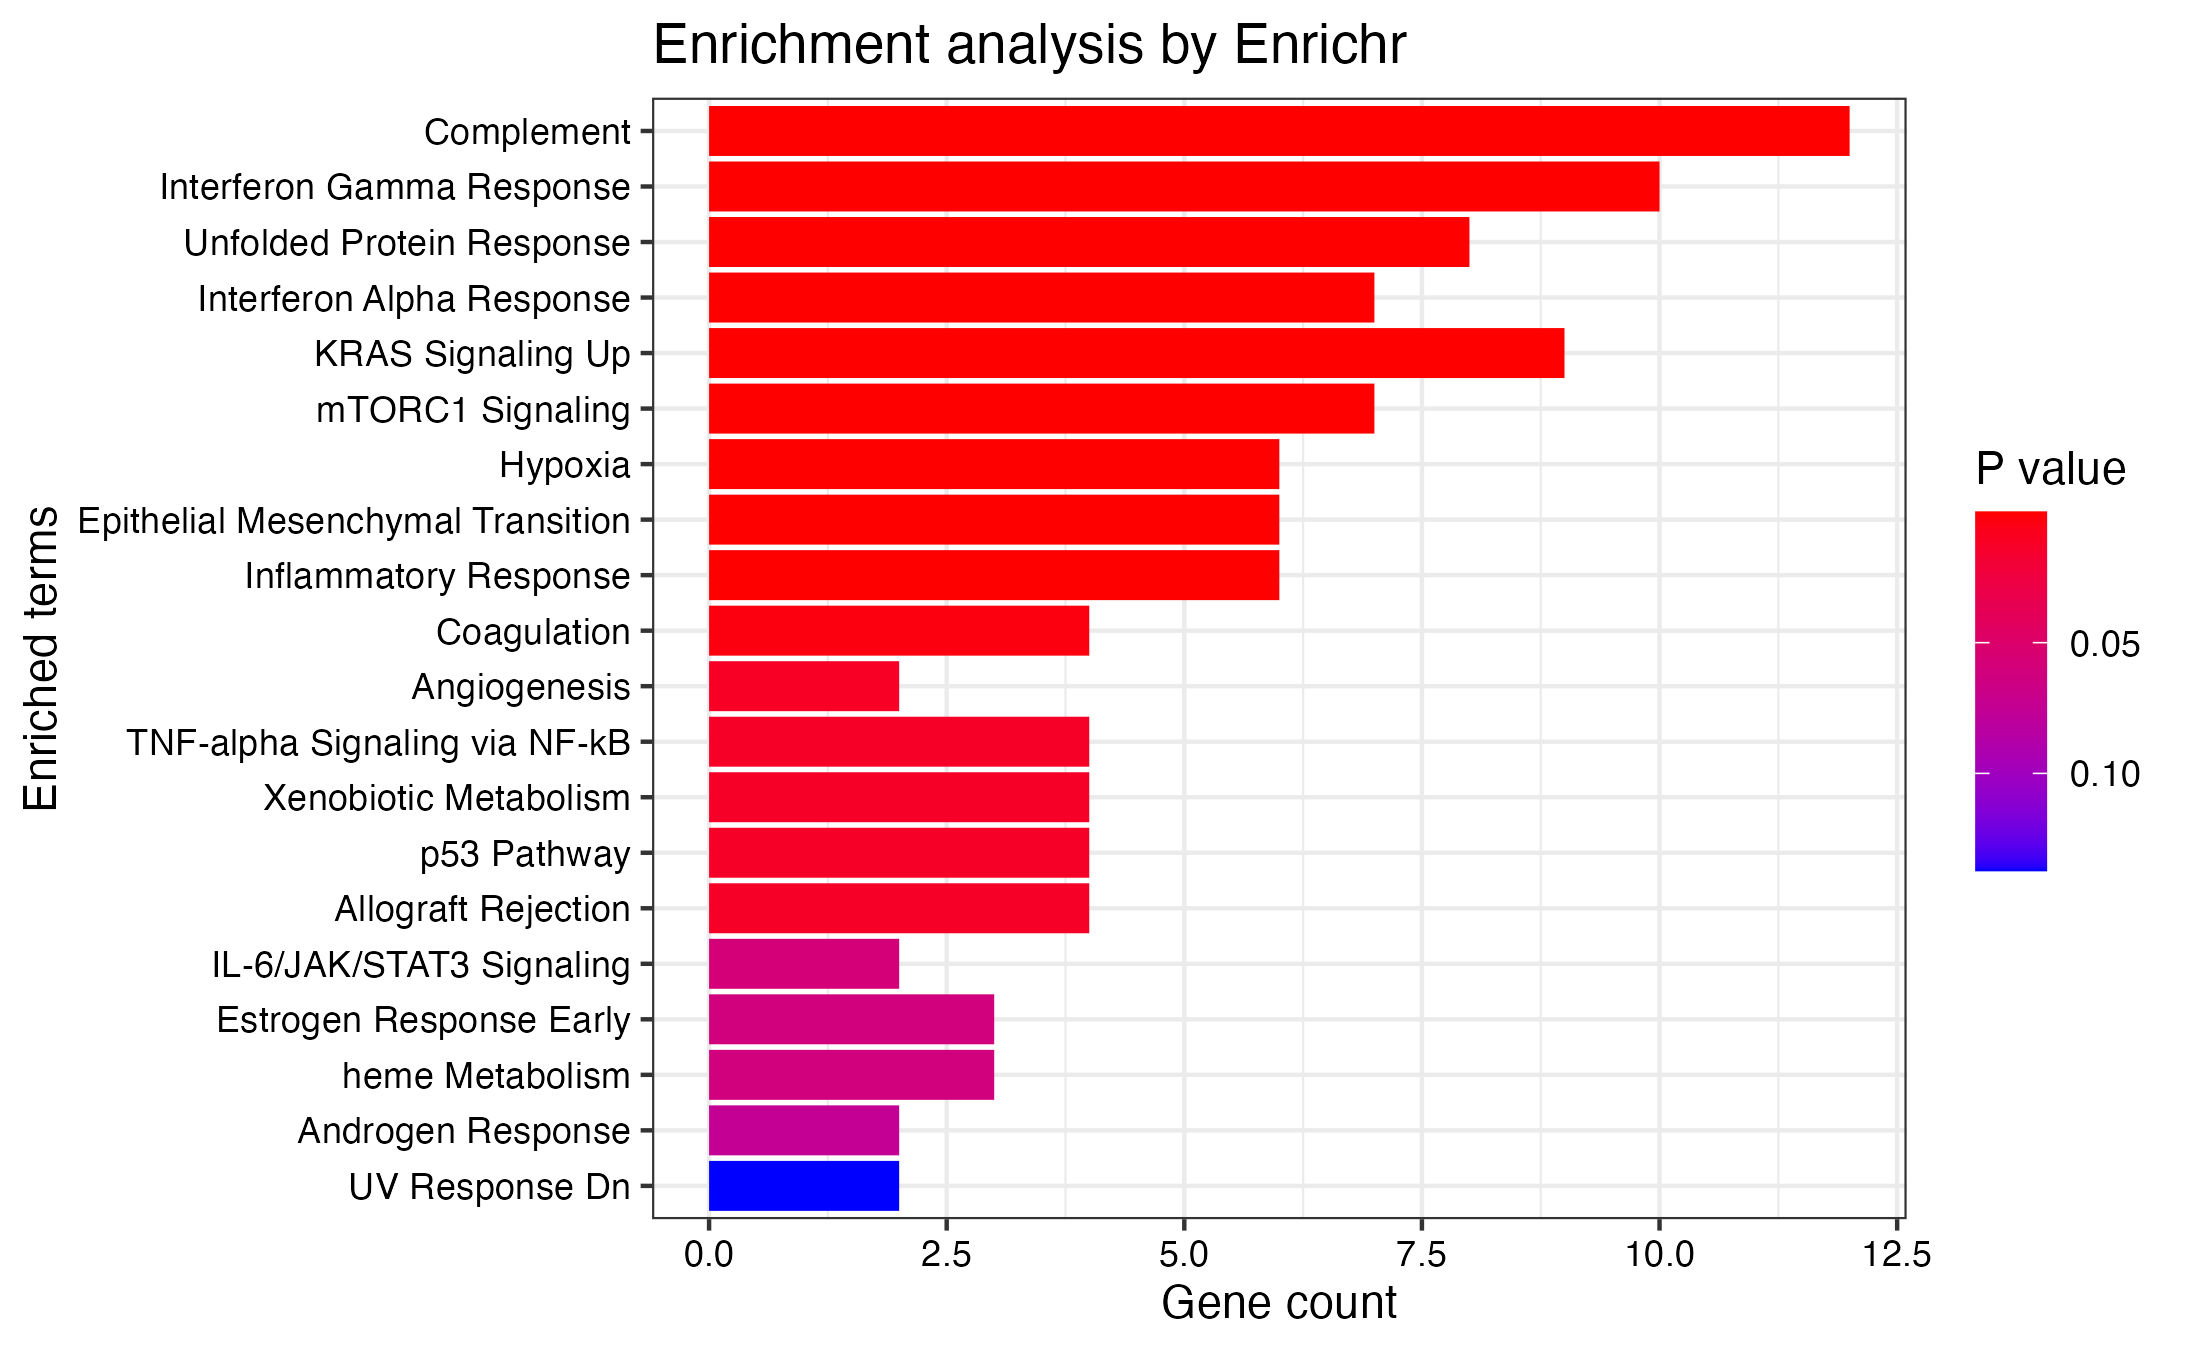 Enrichment analysis by Enrichr
Enriched terms
Complement
Interferon Gamma Response
Unfolded Protein Response
Interferon Alpha Response
KRAS Signaling Up
mTORC1 Signaling
Hypoxia
Epithelial Mesenchymal Transition
Inflammatory Response
Coagulation
Angiogenesis
TNF-alpha Signaling via NF-kB
Xenobiotic Metabolism
p53 Pathway
Allograft Rejection
IL-6/JAK/STAT3 Signaling
Estrogen Response Early
heme Metabolism
Androgen Response
UV Response Dn
0.0 2.5 5.0 7.5 10.0 12.5
Gene count
P value
0.05
0.10